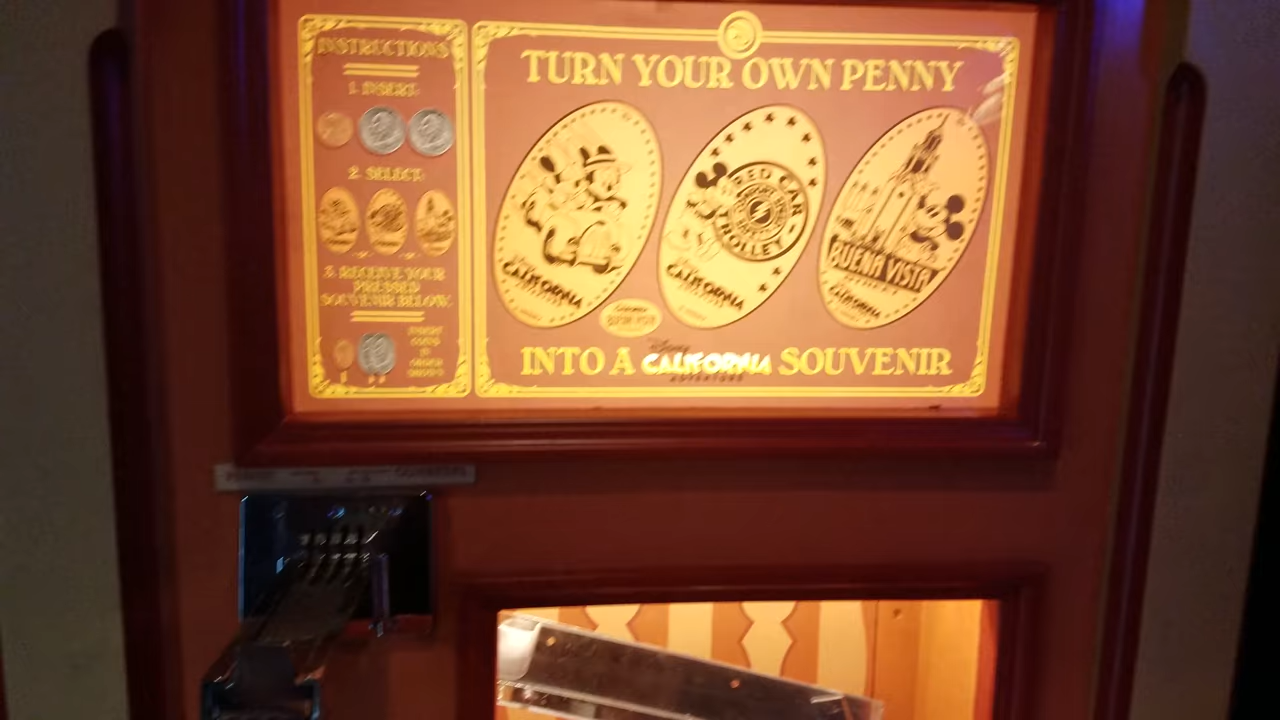 INSTRUCTIONS
1. INSERT:
2. SELECT:
3. RECEIVE YOUR
PRESSED
SOUVENIR BELOW.
TURN YOUR OWN PENNY
CALIFORNIA
RED CAR
TROLLEY
CALIFORNIA
BUENA VISTA
CALIFORNIA
INTO A Disney CALIFORNIA SOUVENIR
ADVENTURE